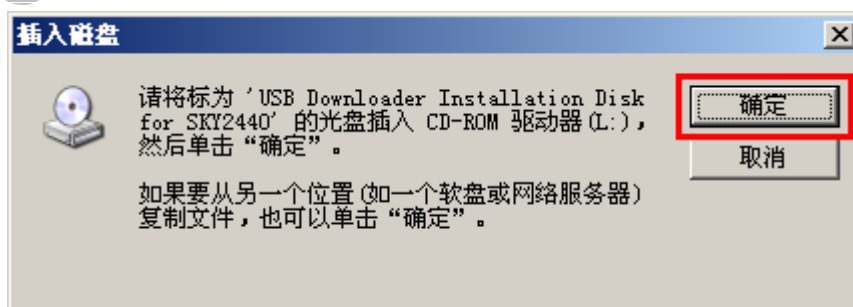 插入磁盘
请将标为 'USB Downloader Installation Disk
for SKY2440' 的光盘插入 CD-ROM 驱动器(L:)，
然后单击“确定”。
如果要从另一个位置(如一个软盘或网络服务器)
复制文件，也可以单击“确定”。
确定
取消